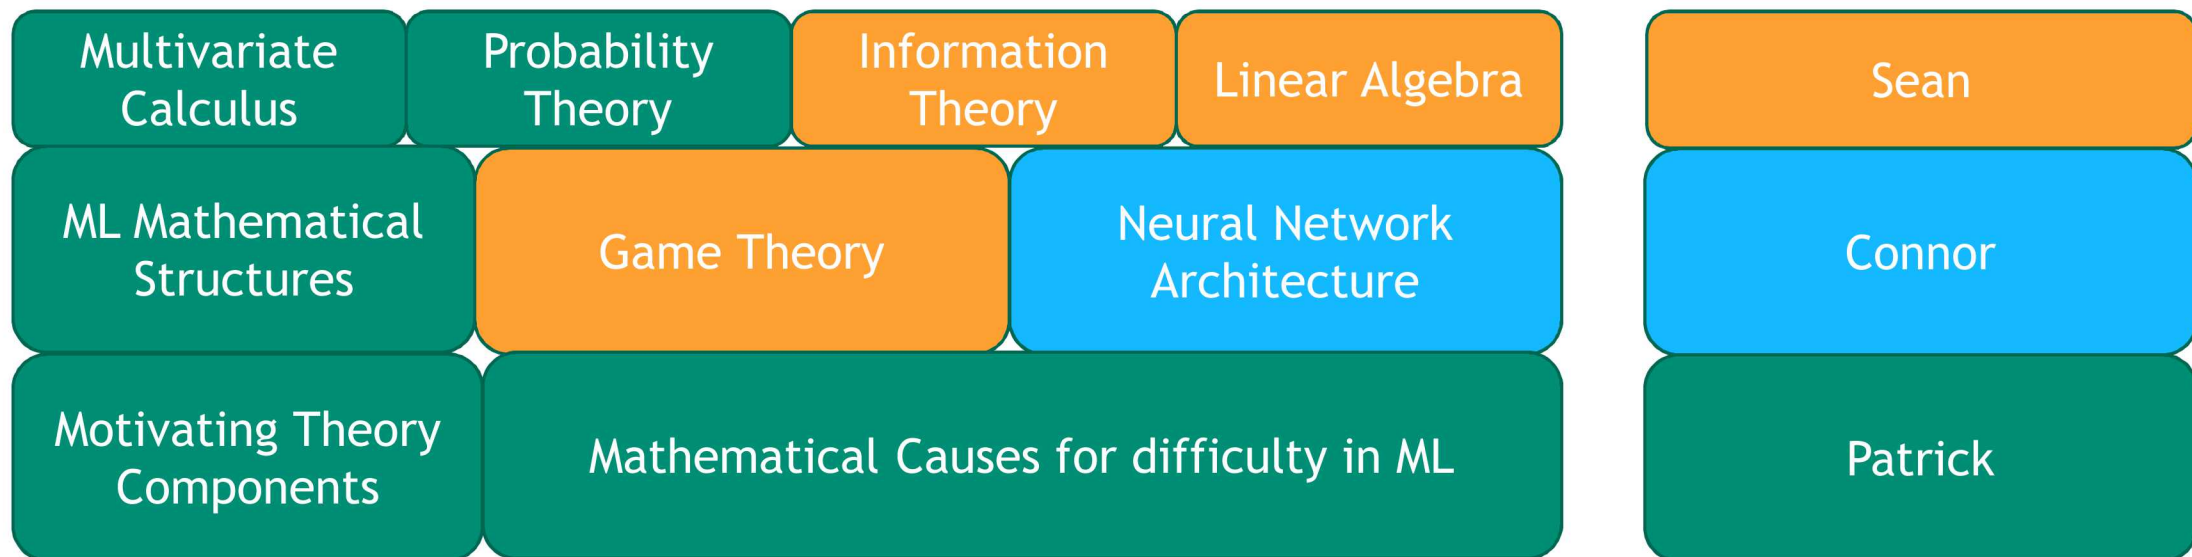 Multivariate
Calculus
Probability
Theory
Information
Theory
Linear Algebra
Sean
ML Mathematical
Structures
Game Theory
Neural Network
Architecture
Connor
Motivating Theory
Components
Mathematical Causes for difficulty in ML
Patrick